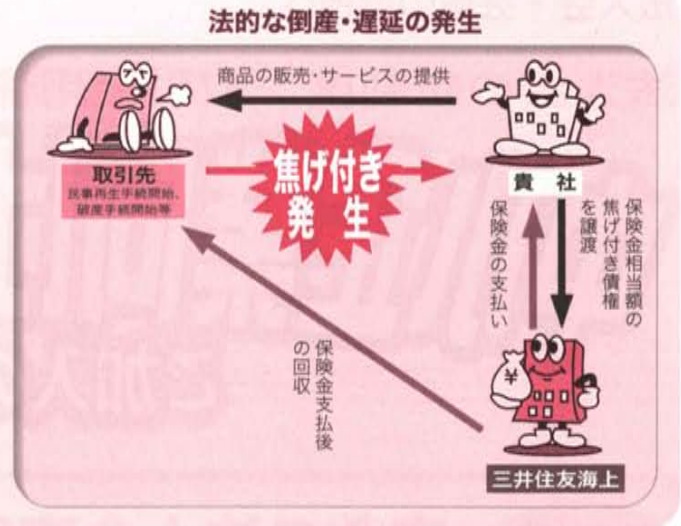 法的な倒産・遅延の発生
商品の販売・サービスの提供
取引先
民事再生手続開始、
破産手続開始等
焦げ付き
発生
貴社
保険金の支払い
保険金相当額の
焦げ付き債権
を譲渡
保険金支払後
の回収
¥
三井住友海上